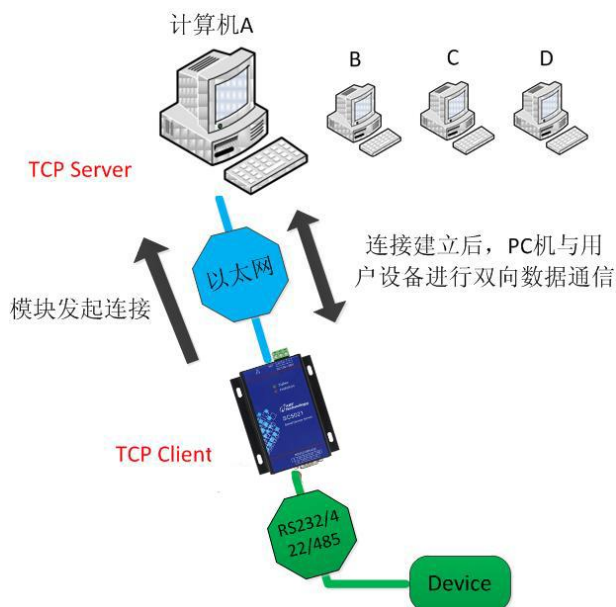 计算机A
B
C
D
TCP Server
连接建立后，PC机与用
户设备进行双向数据通信
以太网
模块发起连接
TCP Client
RS232/4
22/485
Device